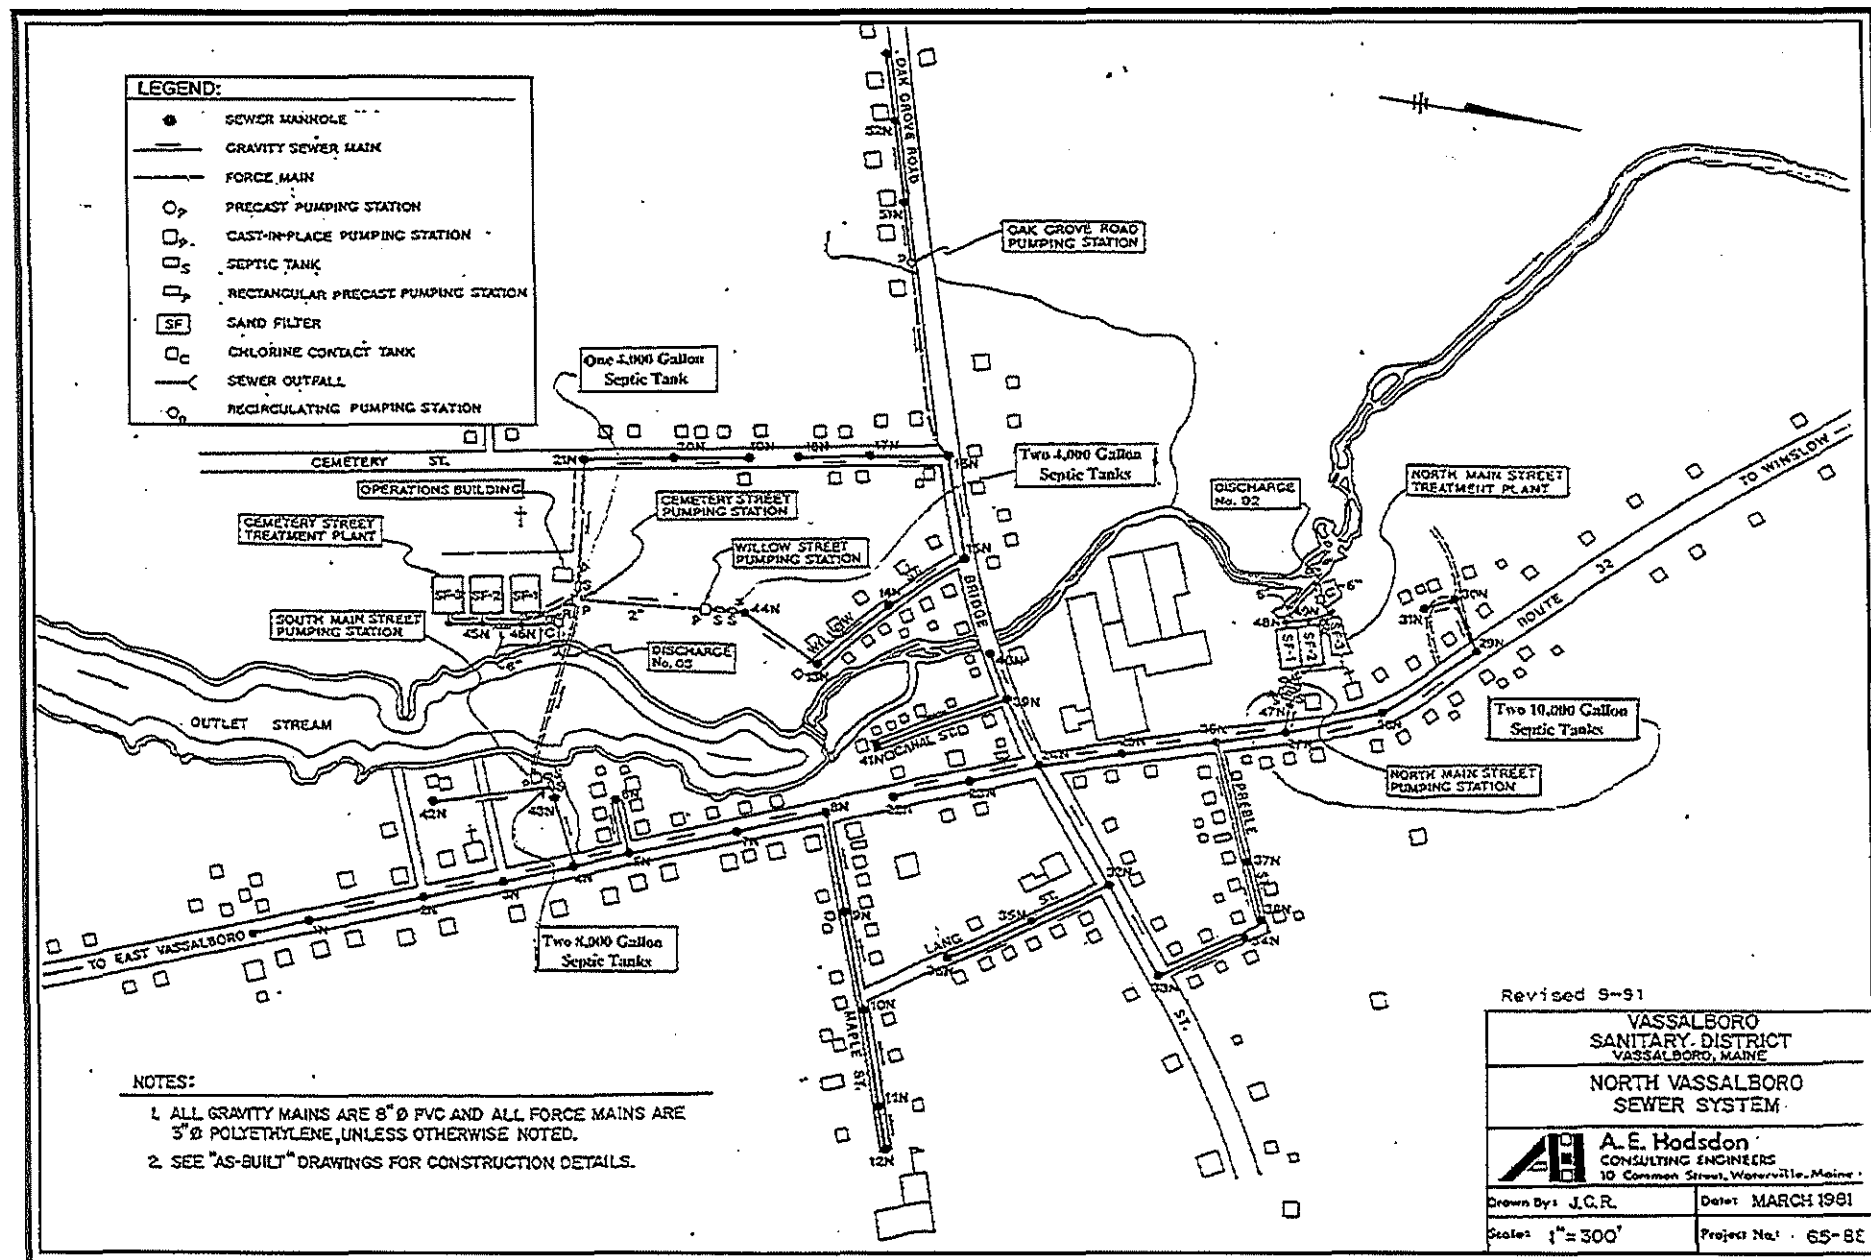 LEGEND:
SEWER MANHOLE
GRAVITY SEWER MAIN
FORCE MAIN
P
PRECAST PUMPING STATION
P
CAST-IN-PLACE PUMPING STATION
S
SEPTIC TANK
P
RECTANGULAR PRECAST PUMPING STATION
SF
SAND FILTER
C
CHLORINE CONTACT TANK
SEWER OUTFALL
RECIRCULATING PUMPING STATION
OAK GROVE ROAD
52N
51N
P
OAK GROVE ROAD
PUMPING STATION
One 4,000 Gallon
Septic Tank
CEMETERY ST.
21N
20N
17N
Two 4,000 Gallon
Septic Tanks
OPERATIONS BUILDING
CEMETERY STREET
PUMPING STATION
CEMETERY STREET
TREATMENT PLANT
WILLOW STREET
PUMPING STATION
DISCHARGE
No. 02
NORTH MAIN STREET
TREATMENT PLANT
TO WINSLOW
ROUTE 32
SF-3
SF-2
SF-1
45N
46N
C
P
S
2"
P S S
44N
14N
15N
13N
BRIDGE
SOUTH MAIN STREET
PUMPING STATION
DISCHARGE
No. 03
6"
6"
48N
49N
SF-1
SF-2
SF-3
31N
30N
29N
OUTLET STREAM
40N
39N
41N
CANAL ST.
47N
Two 10,000 Gallon
Septic Tanks
NORTH MAIN STREET
PUMPING STATION
24N
PREBLE ST.
37N
34N
33N
32N
ST.
42N
43N
8N
7N
4N
3N
2N
1N
TO EAST VASSALBORO
Two 8,000 Gallon
Septic Tanks
9N
LANG ST.
35N
10N
MAPLE ST.
11N
12N
NOTES:
1. ALL GRAVITY MAINS ARE 8"Ø PVC AND ALL FORCE MAINS ARE
3"Ø POLYETHYLENE, UNLESS OTHERWISE NOTED.
2. SEE "AS-BUILT" DRAWINGS FOR CONSTRUCTION DETAILS.
Revised 9-91
VASSALBORO
SANITARY DISTRICT
VASSALBORO, MAINE
NORTH VASSALBORO
SEWER SYSTEM
A. E. Hodsdon
CONSULTING ENGINEERS
10 Common Street, Waterville, Maine
Drawn By: J.C.R.
Date: MARCH 1981
Scale: 1"=300'
Project No.: 65-88